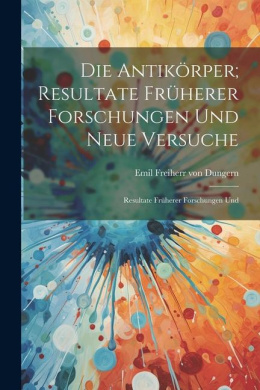 Die Antikörper;
Resultate Früherer
Forschungen Und
Neue Versuche
Emil Freiherr von Dungern
Resultate Früherer Forschungen Und